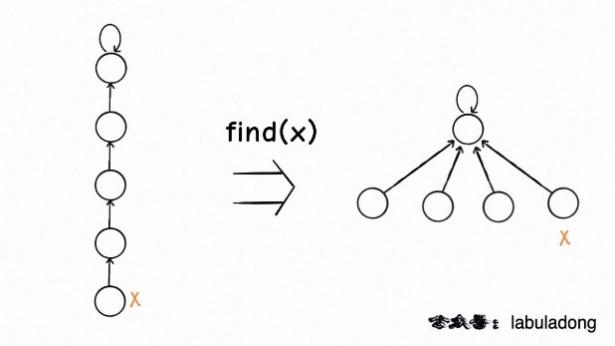 find(x)
X
X
labuladong